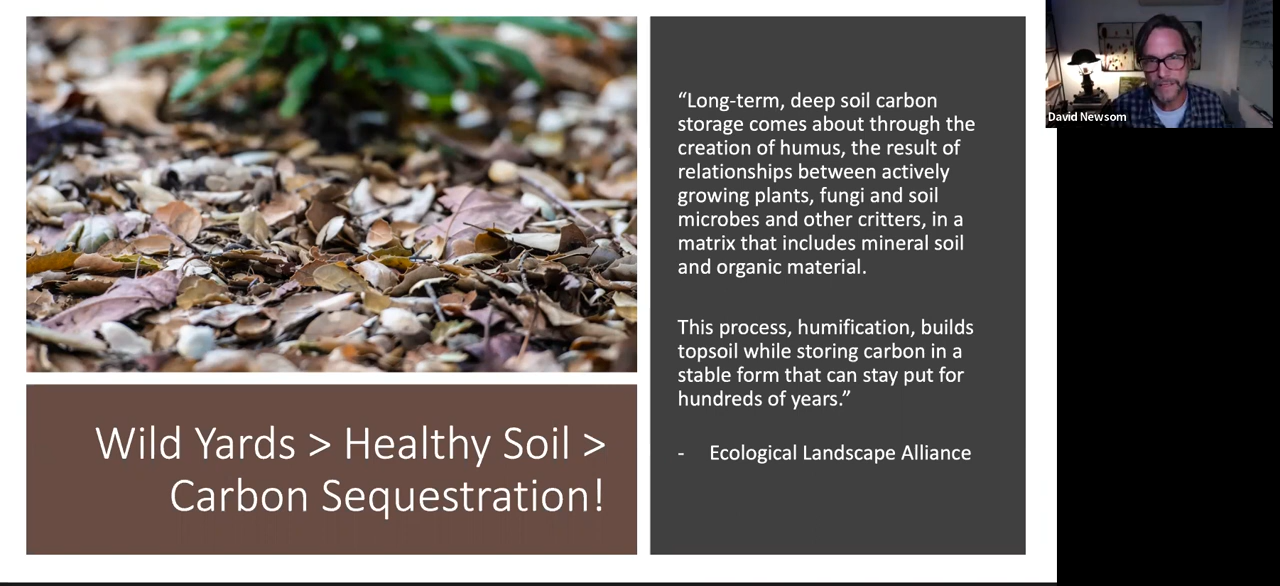 Wild Yards > Healthy Soil >
Carbon Sequestration!
“Long-term, deep soil carbon
storage comes about through the
creation of humus, the result of
relationships between actively
growing plants, fungi and soil
microbes and other critters, in a
matrix that includes mineral soil
and organic material.
This process, humification, builds
topsoil while storing carbon in a
stable form that can stay put for
hundreds of years.”
- Ecological Landscape Alliance
David Newsom